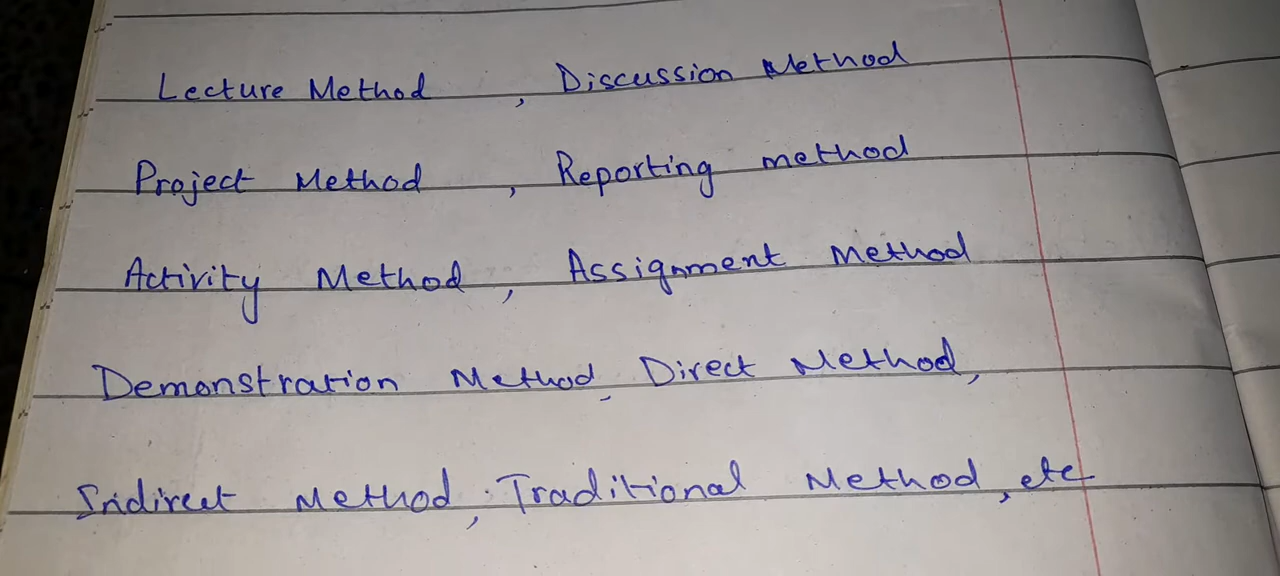 Lecture Method , Discussion Method
Project Method , Reporting method
Activity Method , Assignment Method
Demonstration Method, Direct Method,
Indirect Method, Traditional Method, etc